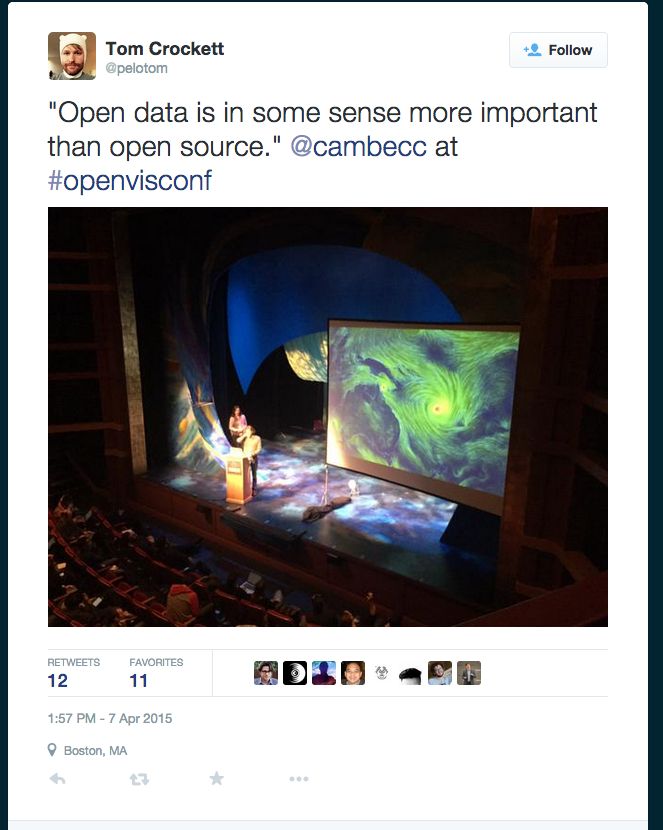 Tom Crockett
@pelotom
Follow
"Open data is in some sense more important
than open source." @cambecc at
#openvisconf
RETWEETS
12
FAVORITES
11
1:57 PM - 7 Apr 2015
Boston, MA